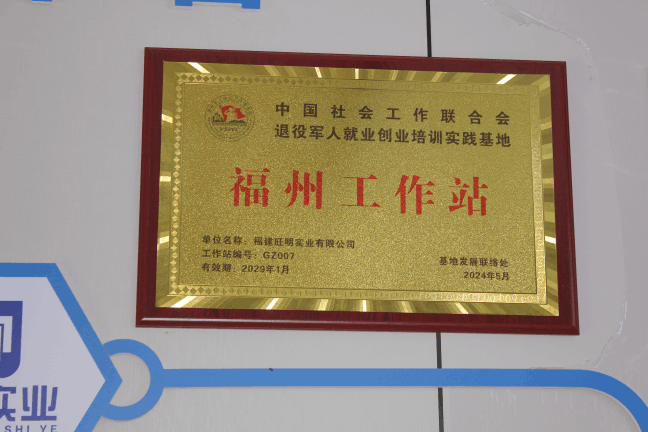 中国社会工作联合会
退役军人就业创业培训实践基地
福州工作站
单位名称：福建旺明实业有限公司
工作站编号：GZ007
有效期：2029年1月
基地发展联络处
2024年5月
实业
SHI YE